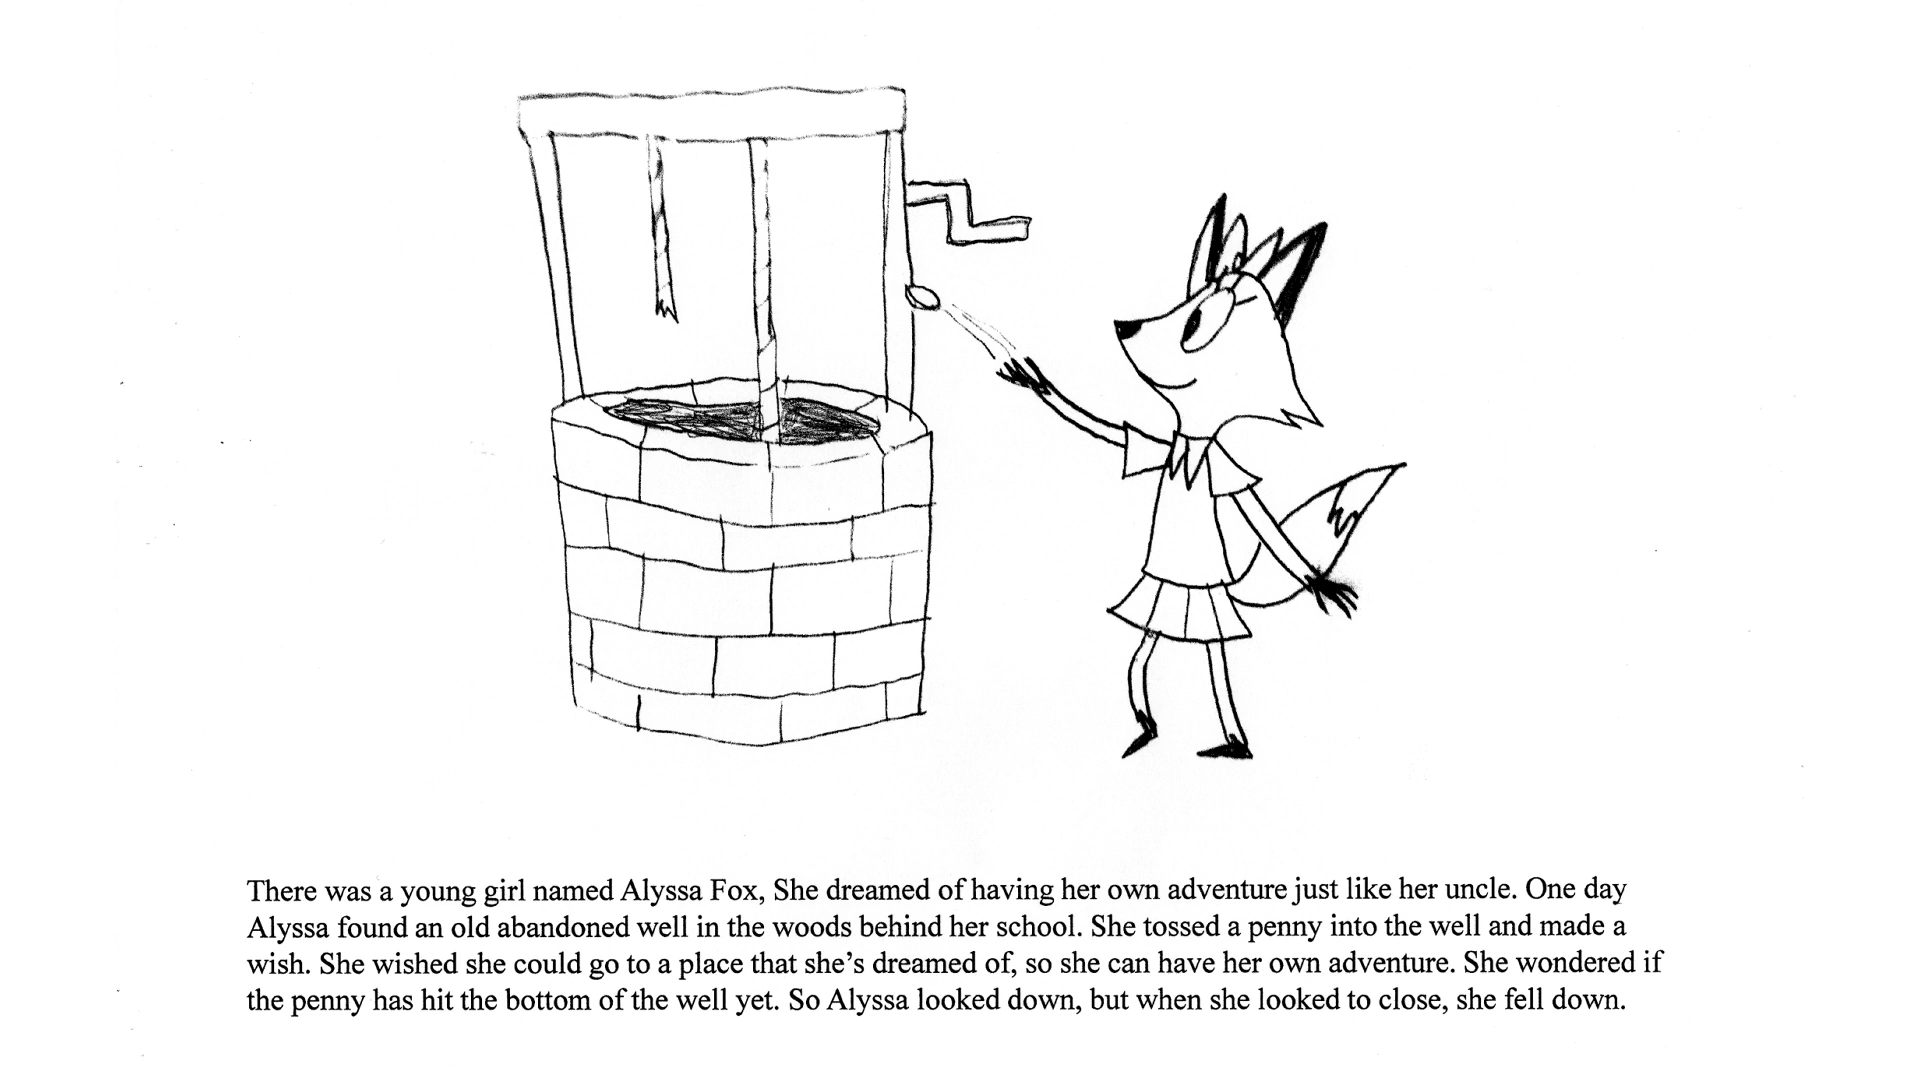 There was a young girl named Alyssa Fox, She dreamed of having her own adventure just like her uncle. One day
Alyssa found an old abandoned well in the woods behind her school. She tossed a penny into the well and made a
wish. She wished she could go to a place that she’s dreamed of, so she can have her own adventure. She wondered if
the penny has hit the bottom of the well yet. So Alyssa looked down, but when she looked to close, she fell down.